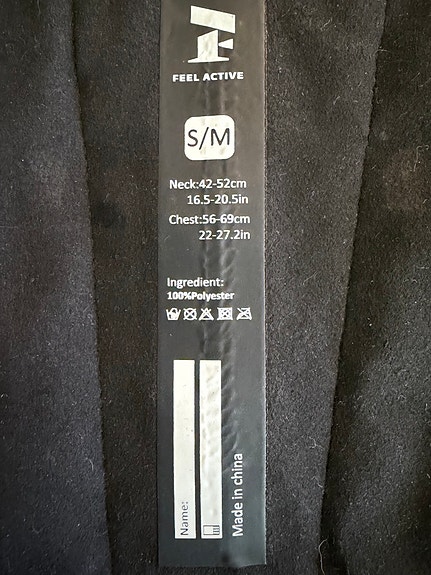 FEEL ACTIVE
S/M
Neck:42-52cm
16.5-20.5in
Chest:56-69cm
22-27.2in
Ingredient:
100%Polyester
Name:
Made in china